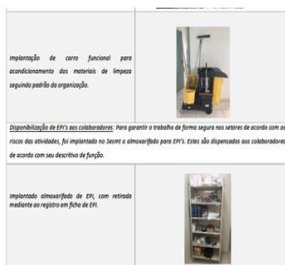 Implantação de carro funcional para
acondicionamento dos materiais de limpeza
seguindo padrão da organização.
Disponibilização de EPI's aos colaboradores: Para garantir o trabalho de forma segura nos setores de acordo com os
riscos das atividades, foi implantado no Sesmt o almoxarifado para EPI's. Estes são dispensados aos colaboradores
de acordo com seu descritivo de função.
Implantado almoxarifado de EPI, com retirada
mediante ao registro em ficha de EPI.